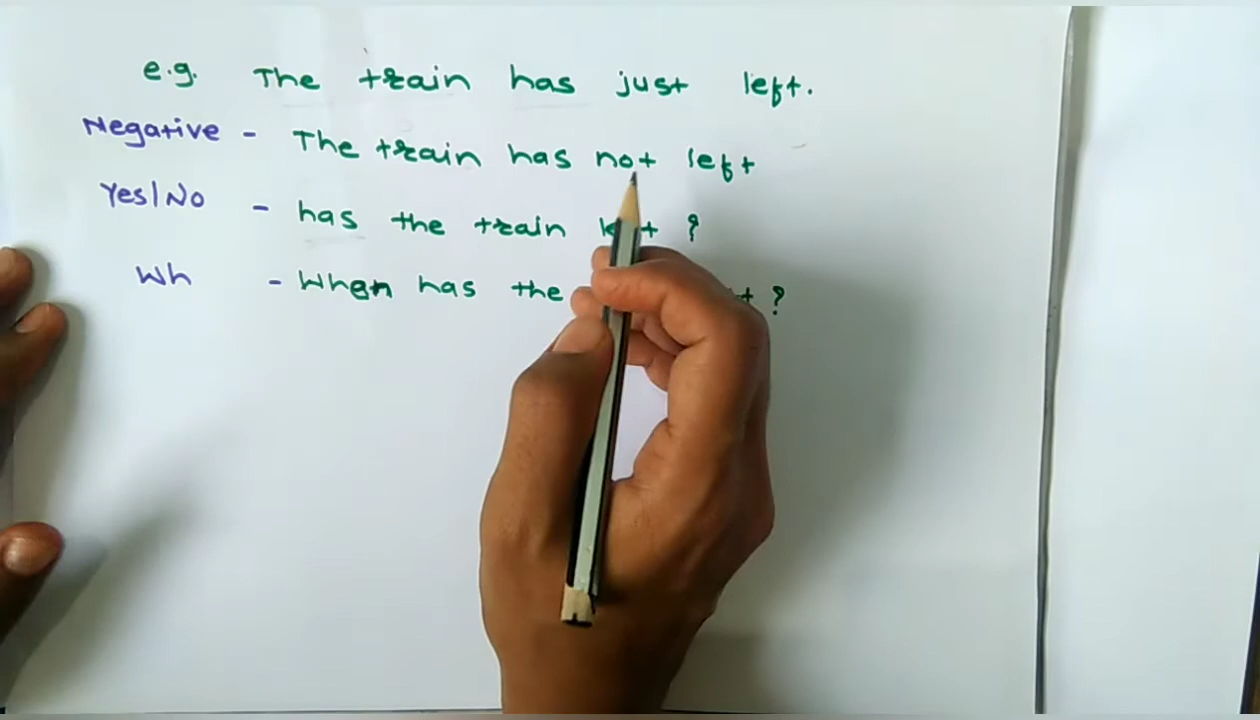 e.g. The train has just left.
Negative - The train has not left
Yes/No - has the train ?
Wh - When has the ?